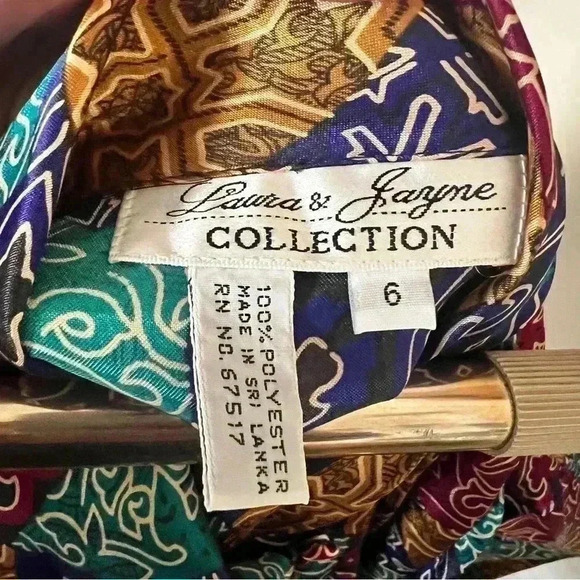 Laura & Jayne
COLLECTION
6
100% POLYESTER
MADE IN SRI LANKA
RN NO. 67517